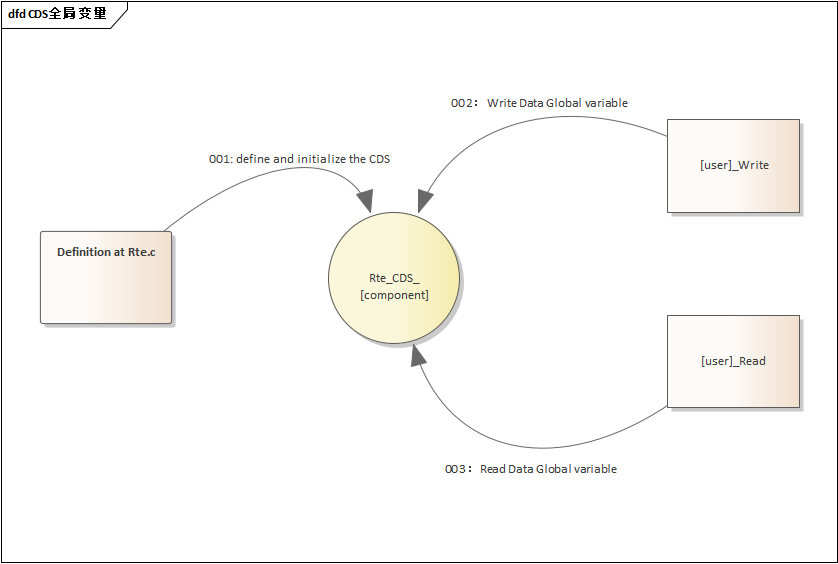 dfd CDS全局变量
002： Write Data Global variable
[user]_Write
001: define and initialize the CDS
Definition at Rte.c
Rte_CDS_
[component]
[user]_Read
003： Read Data Global variable